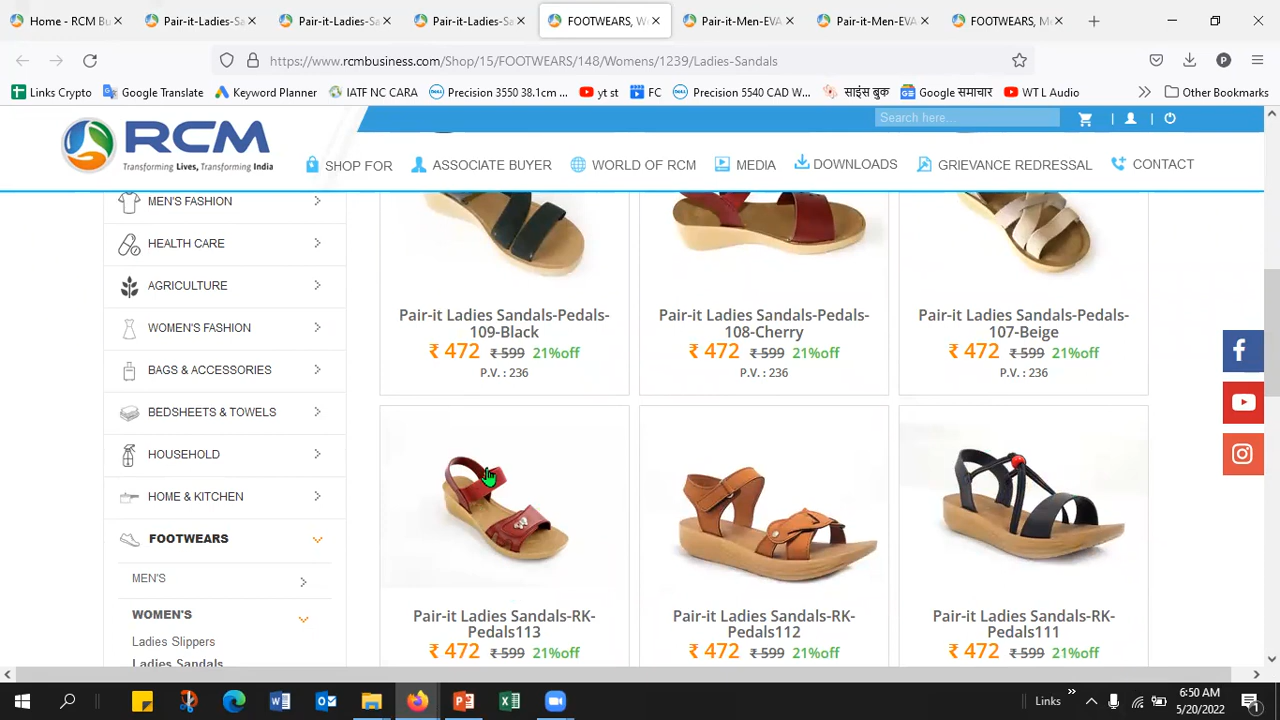 Home - RCM Bu
Pair-it-Ladies-Sa
Pair-it-Ladies-Sa
Pair-it-Ladies-Sa
FOOTWEARS, W
Pair-it-Men-EVA
Pair-it-Men-EVA
FOOTWEARS, M
https://www.rcmbusiness.com/Shop/15/FOOTWEARS/148/Womens/1239/Ladies-Sandals
P
Links Crypto
Google Translate
Keyword Planner
IATF NC CARA
Precision 3550 38.1cm ...
yt st
FC
Precision 5540 CAD W...
साइंस बुक
Google समाचार
WT L Audio
Other Bookmarks
RCM
Transforming Lives, Transforming India
Search here...
SHOP FOR
ASSOCIATE BUYER
WORLD OF RCM
MEDIA
DOWNLOADS
GRIEVANCE REDRESSAL
CONTACT
MEN'S FASHION
HEALTH CARE
AGRICULTURE
WOMEN'S FASHION
BAGS & ACCESSORIES
BEDSHEETS & TOWELS
HOUSEHOLD
HOME & KITCHEN
FOOTWEARS
MEN'S
WOMEN'S
Ladies Slippers
Ladies Sandals
Pair-it Ladies Sandals-Pedals-
109-Black
₹ 472 ₹ 599 21%off
P.V. : 236
Pair-it Ladies Sandals-Pedals-
108-Cherry
₹ 472 ₹ 599 21%off
P.V. : 236
Pair-it Ladies Sandals-Pedals-
107-Beige
₹ 472 ₹ 599 21%off
P.V. : 236
Pair-it Ladies Sandals-RK-
Pedals113
₹ 472 ₹ 599 21%off
Pair-it Ladies Sandals-RK-
Pedals112
₹ 472 ₹ 599 21%off
Pair-it Ladies Sandals-RK-
Pedals111
₹ 472 ₹ 599 21%off
Links
6:50 AM
5/20/2022